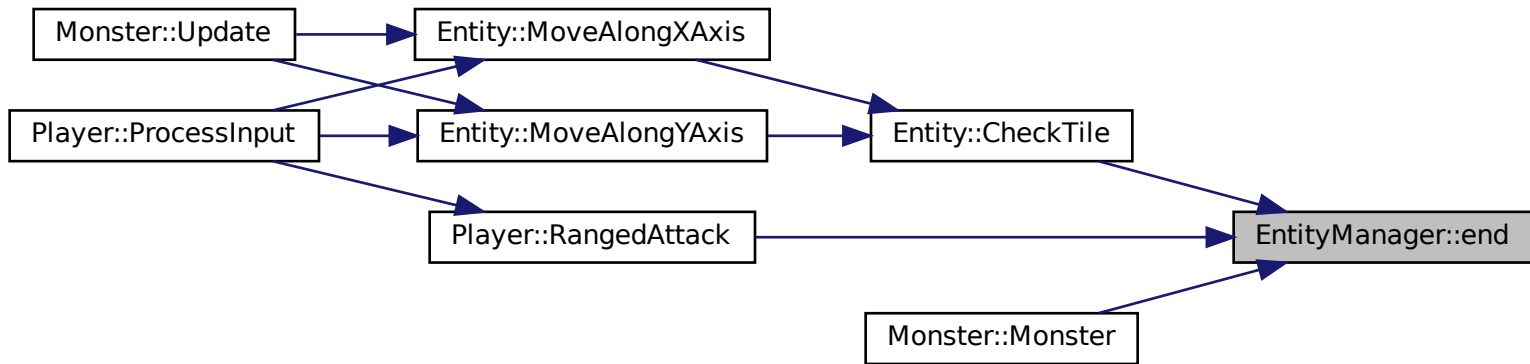 Monster::Update
Entity::MoveAlongXAxis
Player::ProcessInput
Entity::MoveAlongYAxis
Entity::CheckTile
Player::RangedAttack
EntityManager::end
Monster::Monster